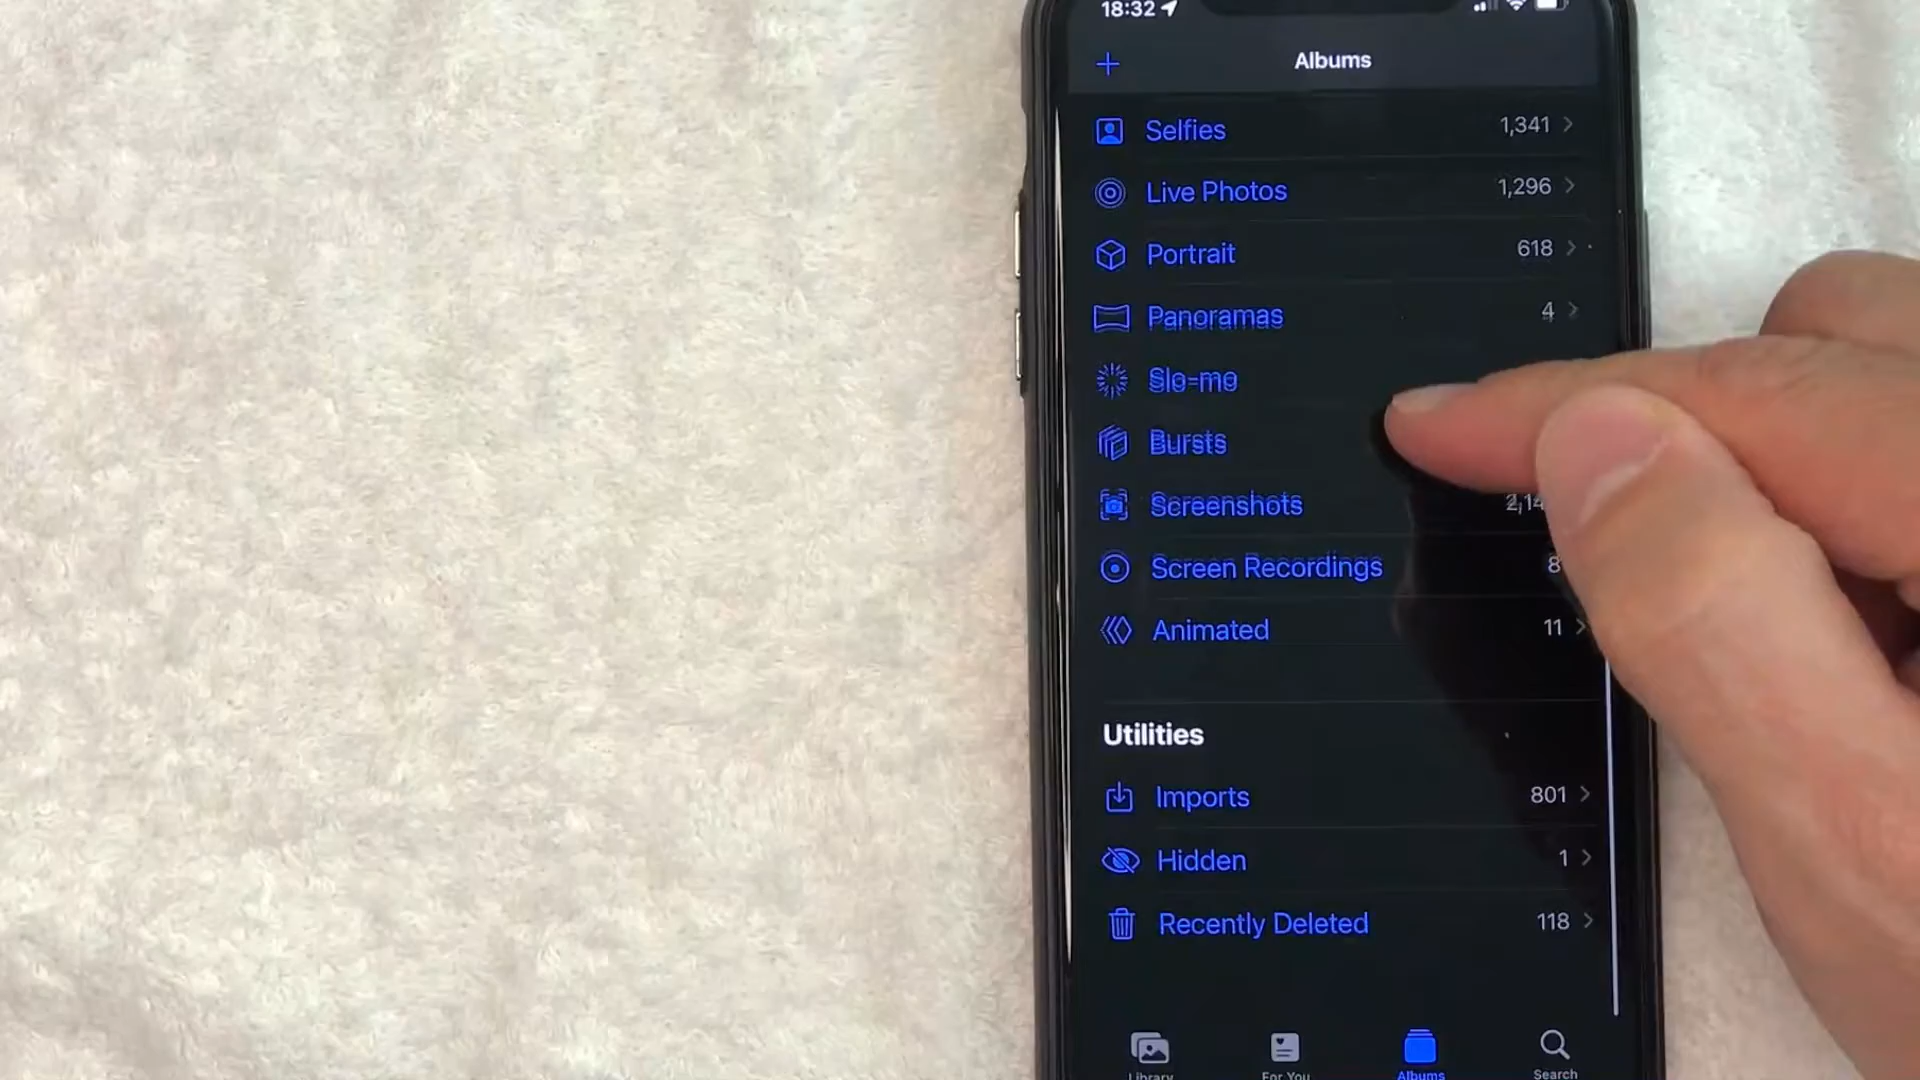 18:32
Albums
Selfies 1,341
Live Photos 1,296
Portrait 618
Panoramas 4
Slo-mo
Bursts
Screenshots
Screen Recordings
Animated 11
Utilities
Imports 801
Hidden 1
Recently Deleted 118
Library For You Albums Search